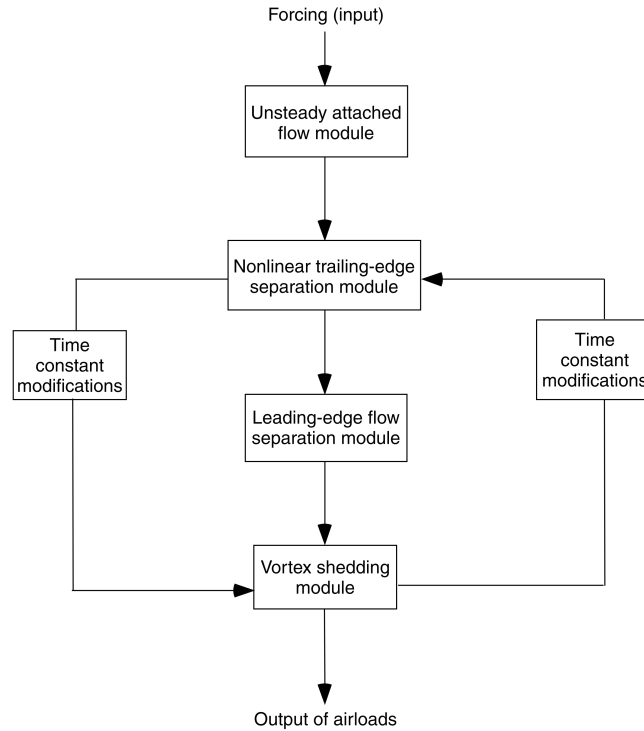 Forcing (input)
Unsteady attached
flow module
Nonlinear trailing-edge
separation module
Time
constant
modifications
Time
constant
modifications
Leading-edge flow
separation module
Vortex shedding
module
Output of airloads